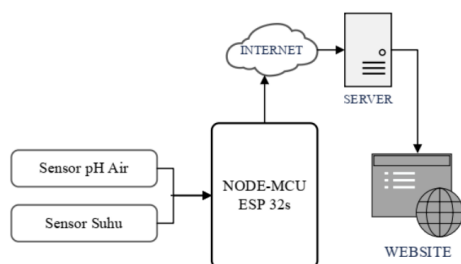 INTERNET
SERVER
Sensor pH Air
NODE-MCU
ESP 32s
Sensor Suhu
WEBSITE